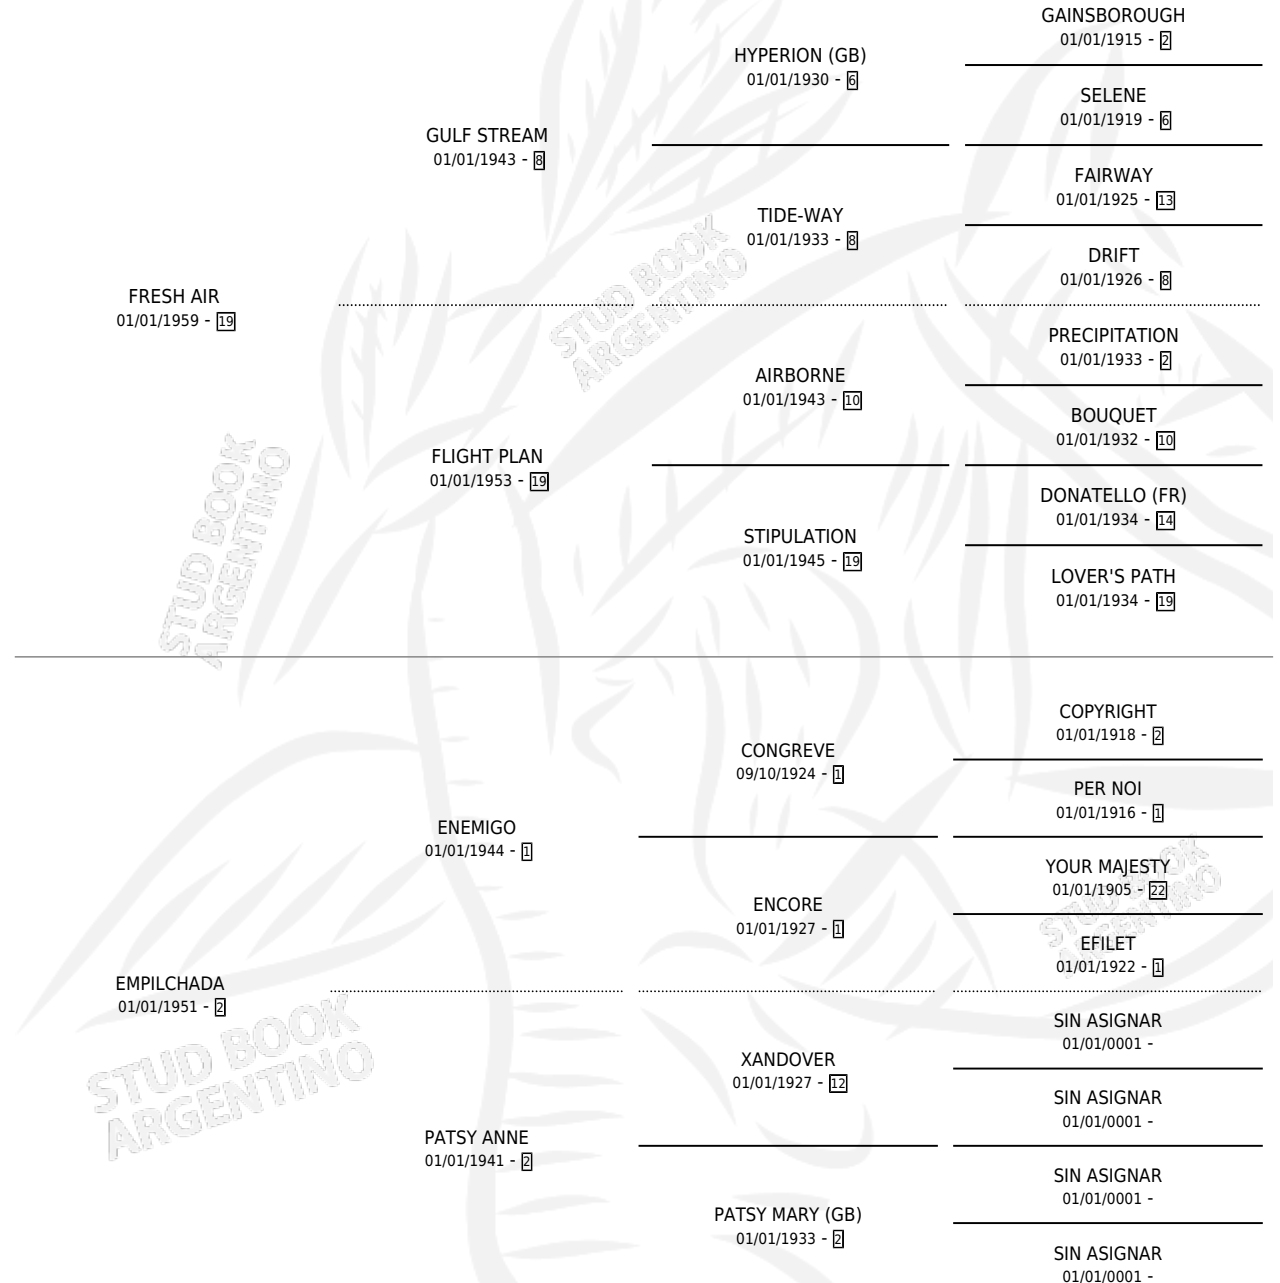 GAINSBOROUGH
01/01/1915 - 2
HYPERION (GB)
01/01/1930 - 6
SELENE
01/01/1919 - 6
GULF STREAM
01/01/1943 - 8
FAIRWAY
01/01/1925 - 13
TIDE-WAY
01/01/1933 - 8
DRIFT
01/01/1926 - 8
FRESH AIR
01/01/1959 - 19
PRECIPITATION
01/01/1933 - 2
AIRBORNE
01/01/1943 - 10
BOUQUET
01/01/1932 - 10
FLIGHT PLAN
01/01/1953 - 19
DONATELLO (FR)
01/01/1934 - 14
STIPULATION
01/01/1945 - 19
LOVER'S PATH
01/01/1934 - 19
STUD BOOK
ARGENTINO
STUD BOOK
ARGENTINO
COPYRIGHT
01/01/1918 - 2
CONGREVE
09/10/1924 - 1
PER NOI
01/01/1916 - 1
ENEMIGO
01/01/1944 - 1
YOUR MAJESTY
01/01/1905 - 22
ENCORE
01/01/1927 - 1
EFILET
01/01/1922 - 1
STUD BOOK
ARGENTINO
EMPILCHADA
01/01/1951 - 2
SIN ASIGNAR
01/01/0001 -
XANDOVER
01/01/1927 - 12
SIN ASIGNAR
01/01/0001 -
STUD BOOK
ARGENTINO
PATSY ANNE
01/01/1941 - 2
SIN ASIGNAR
01/01/0001 -
PATSY MARY (GB)
01/01/1933 - 2
SIN ASIGNAR
01/01/0001 -